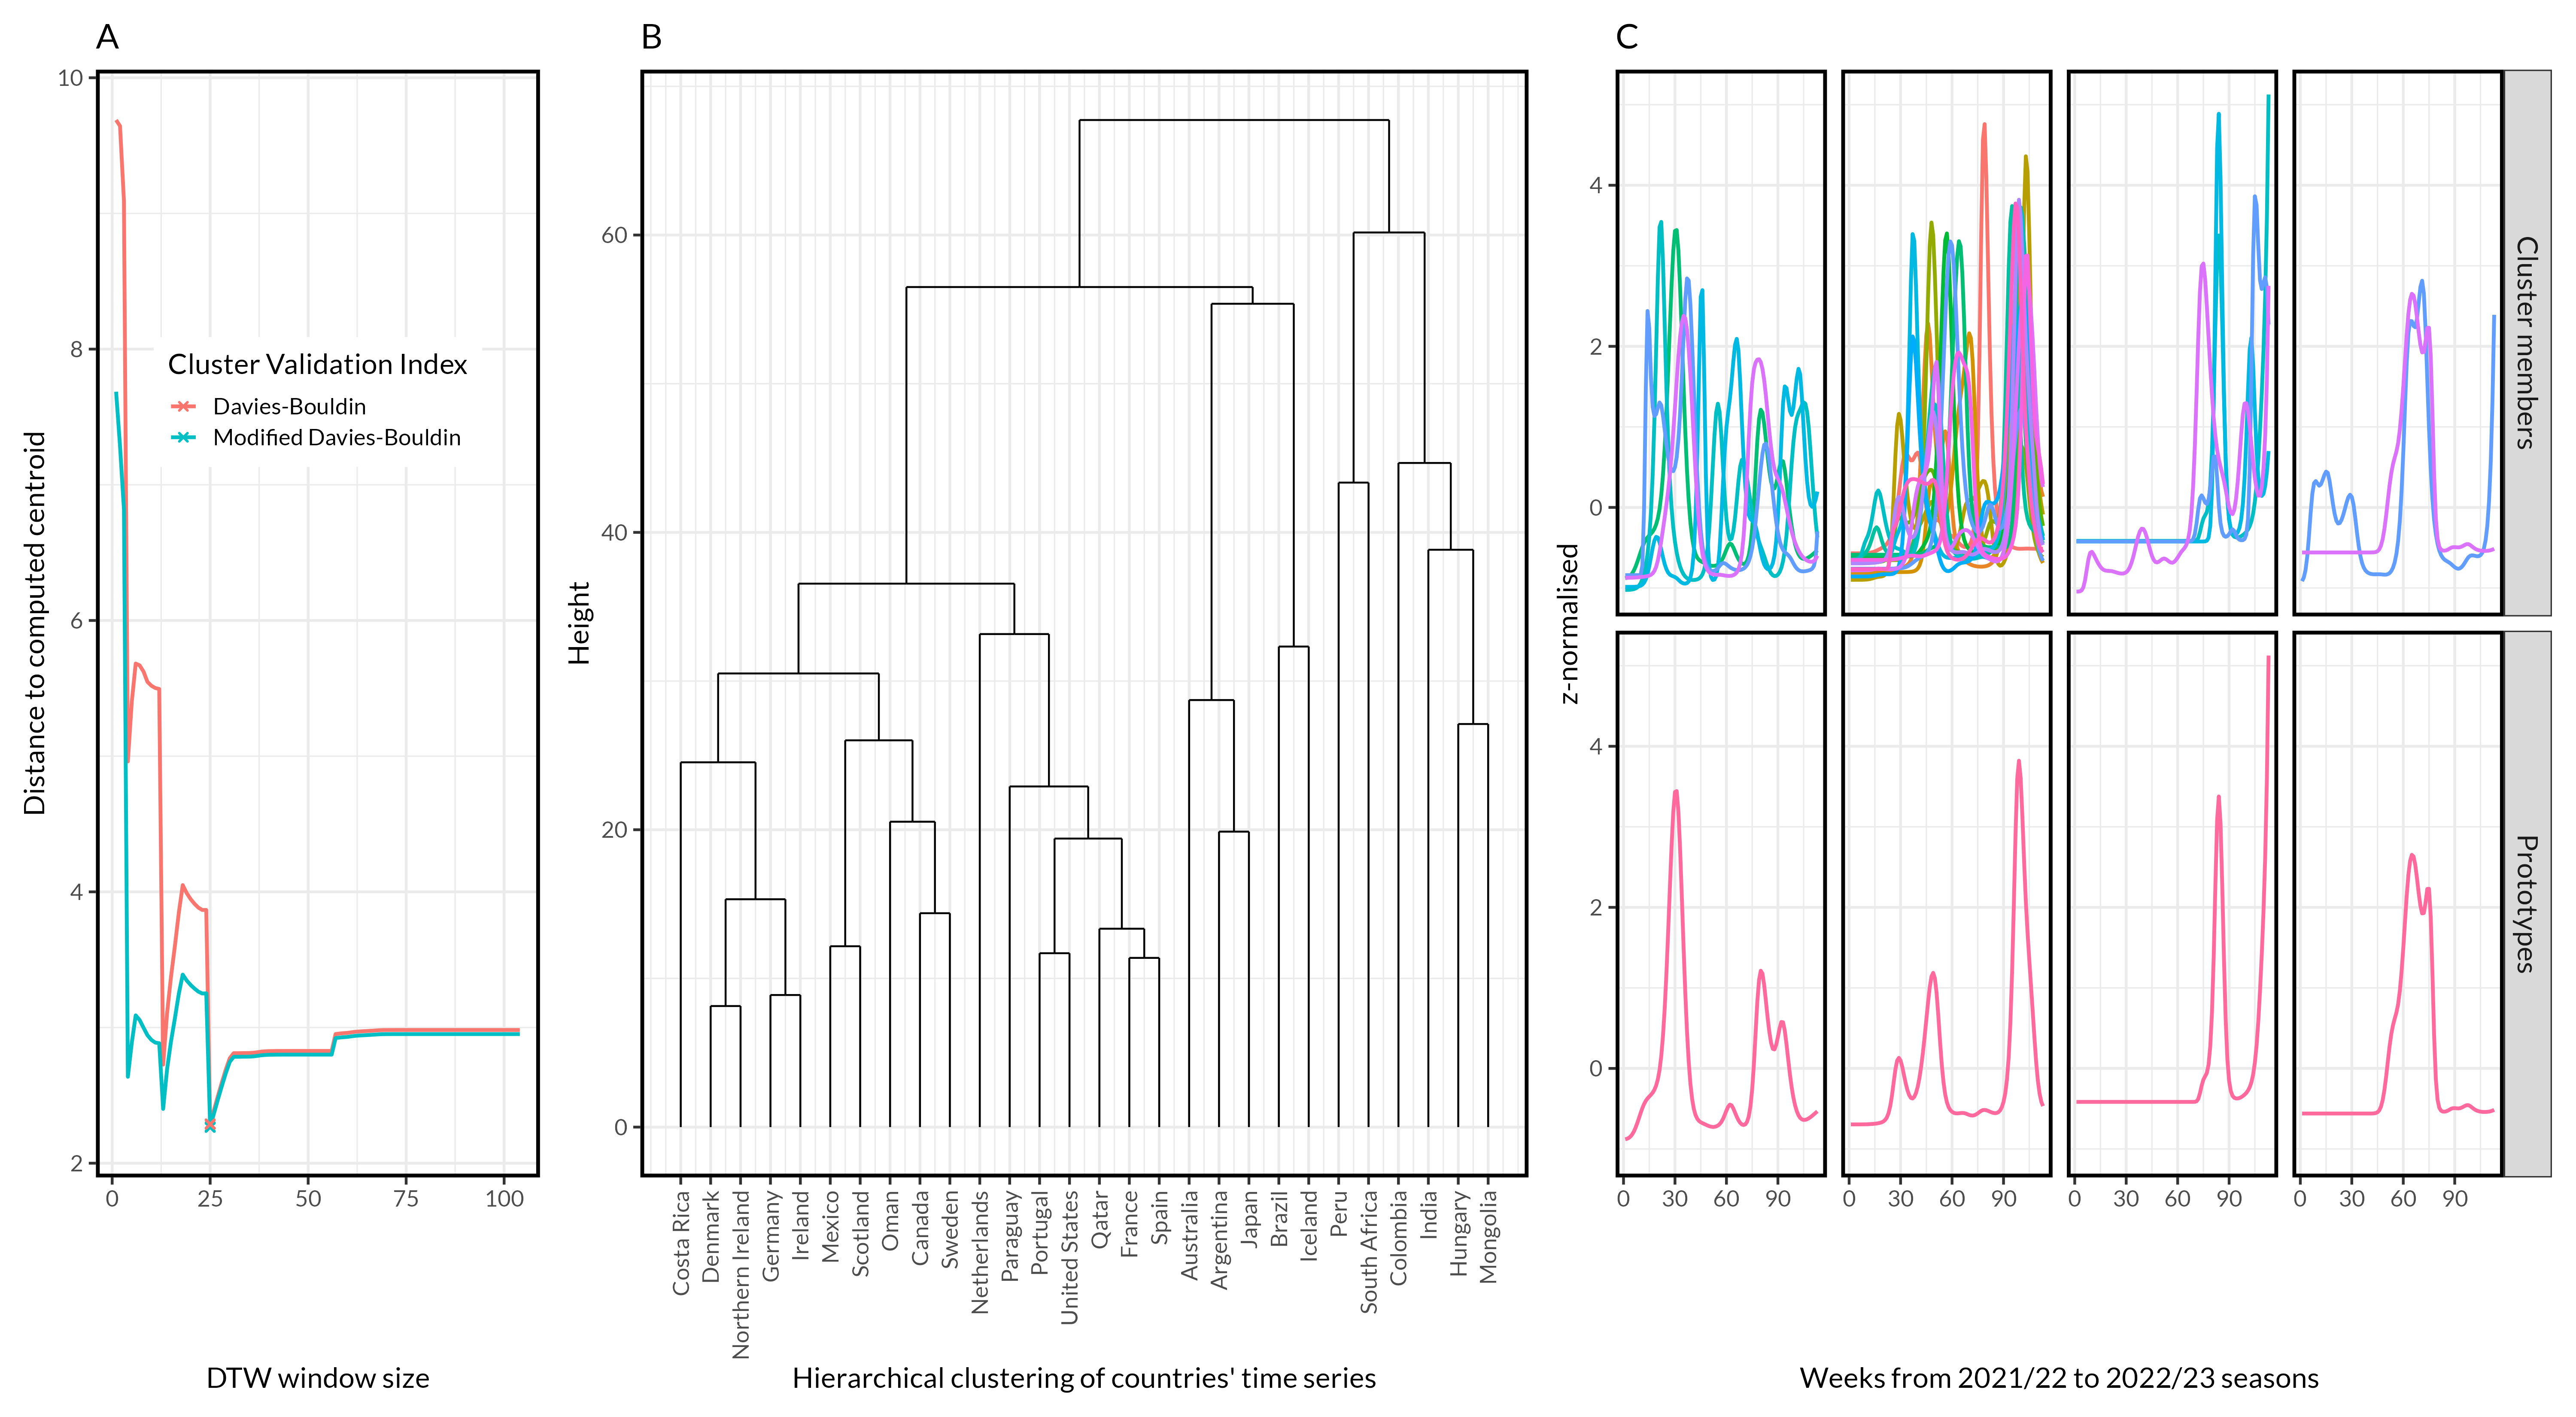 A
B
C
10
8
6
4
2
Distance to computed centroid
Cluster Validation Index
Davies-Bouldin
Modified Davies-Bouldin
0
25
50
75
100
DTW window size
60
40
20
0
Height
Costa Rica
Denmark
Northern Ireland
Germany
Ireland
Mexico
Scotland
Oman
Canada
Sweden
Netherlands
Paraguay
Portugal
United States
Qatar
France
Spain
Australia
Argentina
Japan
Brazil
Iceland
Peru
South Africa
Colombia
India
Hungary
Mongolia
Hierarchical clustering of countries' time series
z-normalised
4
2
0
Cluster members
4
2
0
Prototypes
0 30 60 90
0 30 60 90
0 30 60 90
0 30 60 90
Weeks from 2021/22 to 2022/23 seasons